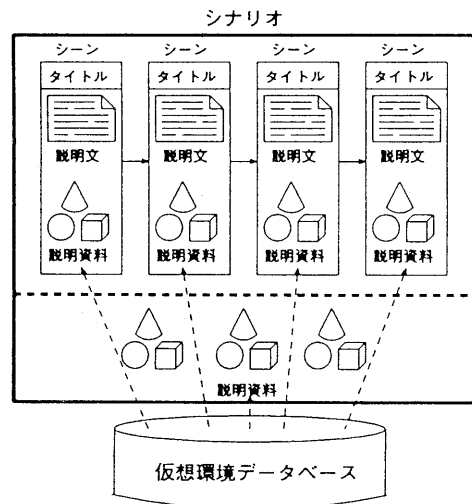 シナリオ
シーン シーン シーン シーン
タイトル タイトル タイトル タイトル
説明文 説明文 説明文 説明文
説明資料 説明資料 説明資料 説明資料
説明資料
仮想環境データベース